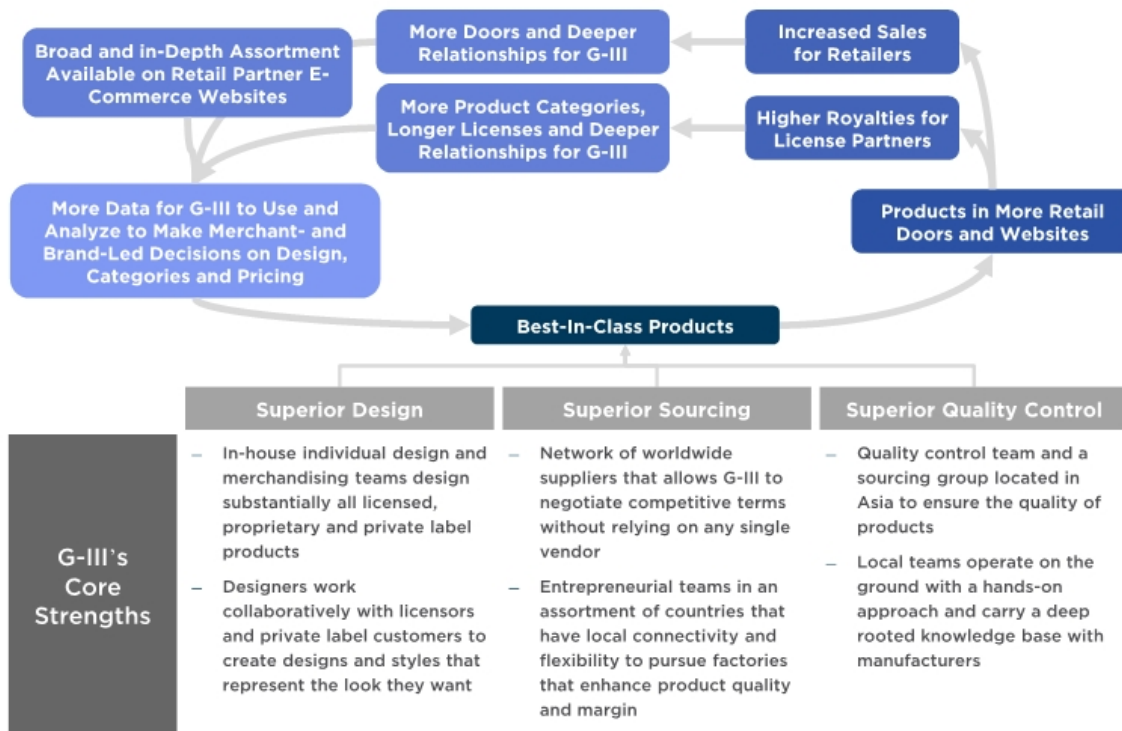 Broad and in-Depth Assortment
Available on Retail Partner E-
Commerce Websites
More Doors and Deeper
Relationships for G-III
Increased Sales
for Retailers
More Product Categories,
Longer Licenses and Deeper
Relationships for G-III
Higher Royalties for
License Partners
More Data for G-III to Use and
Analyze to Make Merchant- and
Brand-Led Decisions on Design,
Categories and Pricing
Products in More Retail
Doors and Websites
Best-In-Class Products
Superior Design
Superior Sourcing
Superior Quality Control
G-III's
Core
Strengths
– In-house individual design and
merchandising teams design
substantially all licensed,
proprietary and private label
products
– Designers work
collaboratively with licensors
and private label customers to
create designs and styles that
represent the look they want
– Network of worldwide
suppliers that allows G-III to
negotiate competitive terms
without relying on any single
vendor
– Entrepreneurial teams in an
assortment of countries that
have local connectivity and
flexibility to pursue factories
that enhance product quality
and margin
– Quality control team and a
sourcing group located in
Asia to ensure the quality of
products
– Local teams operate on the
ground with a hands-on
approach and carry a deep
rooted knowledge base with
manufacturers